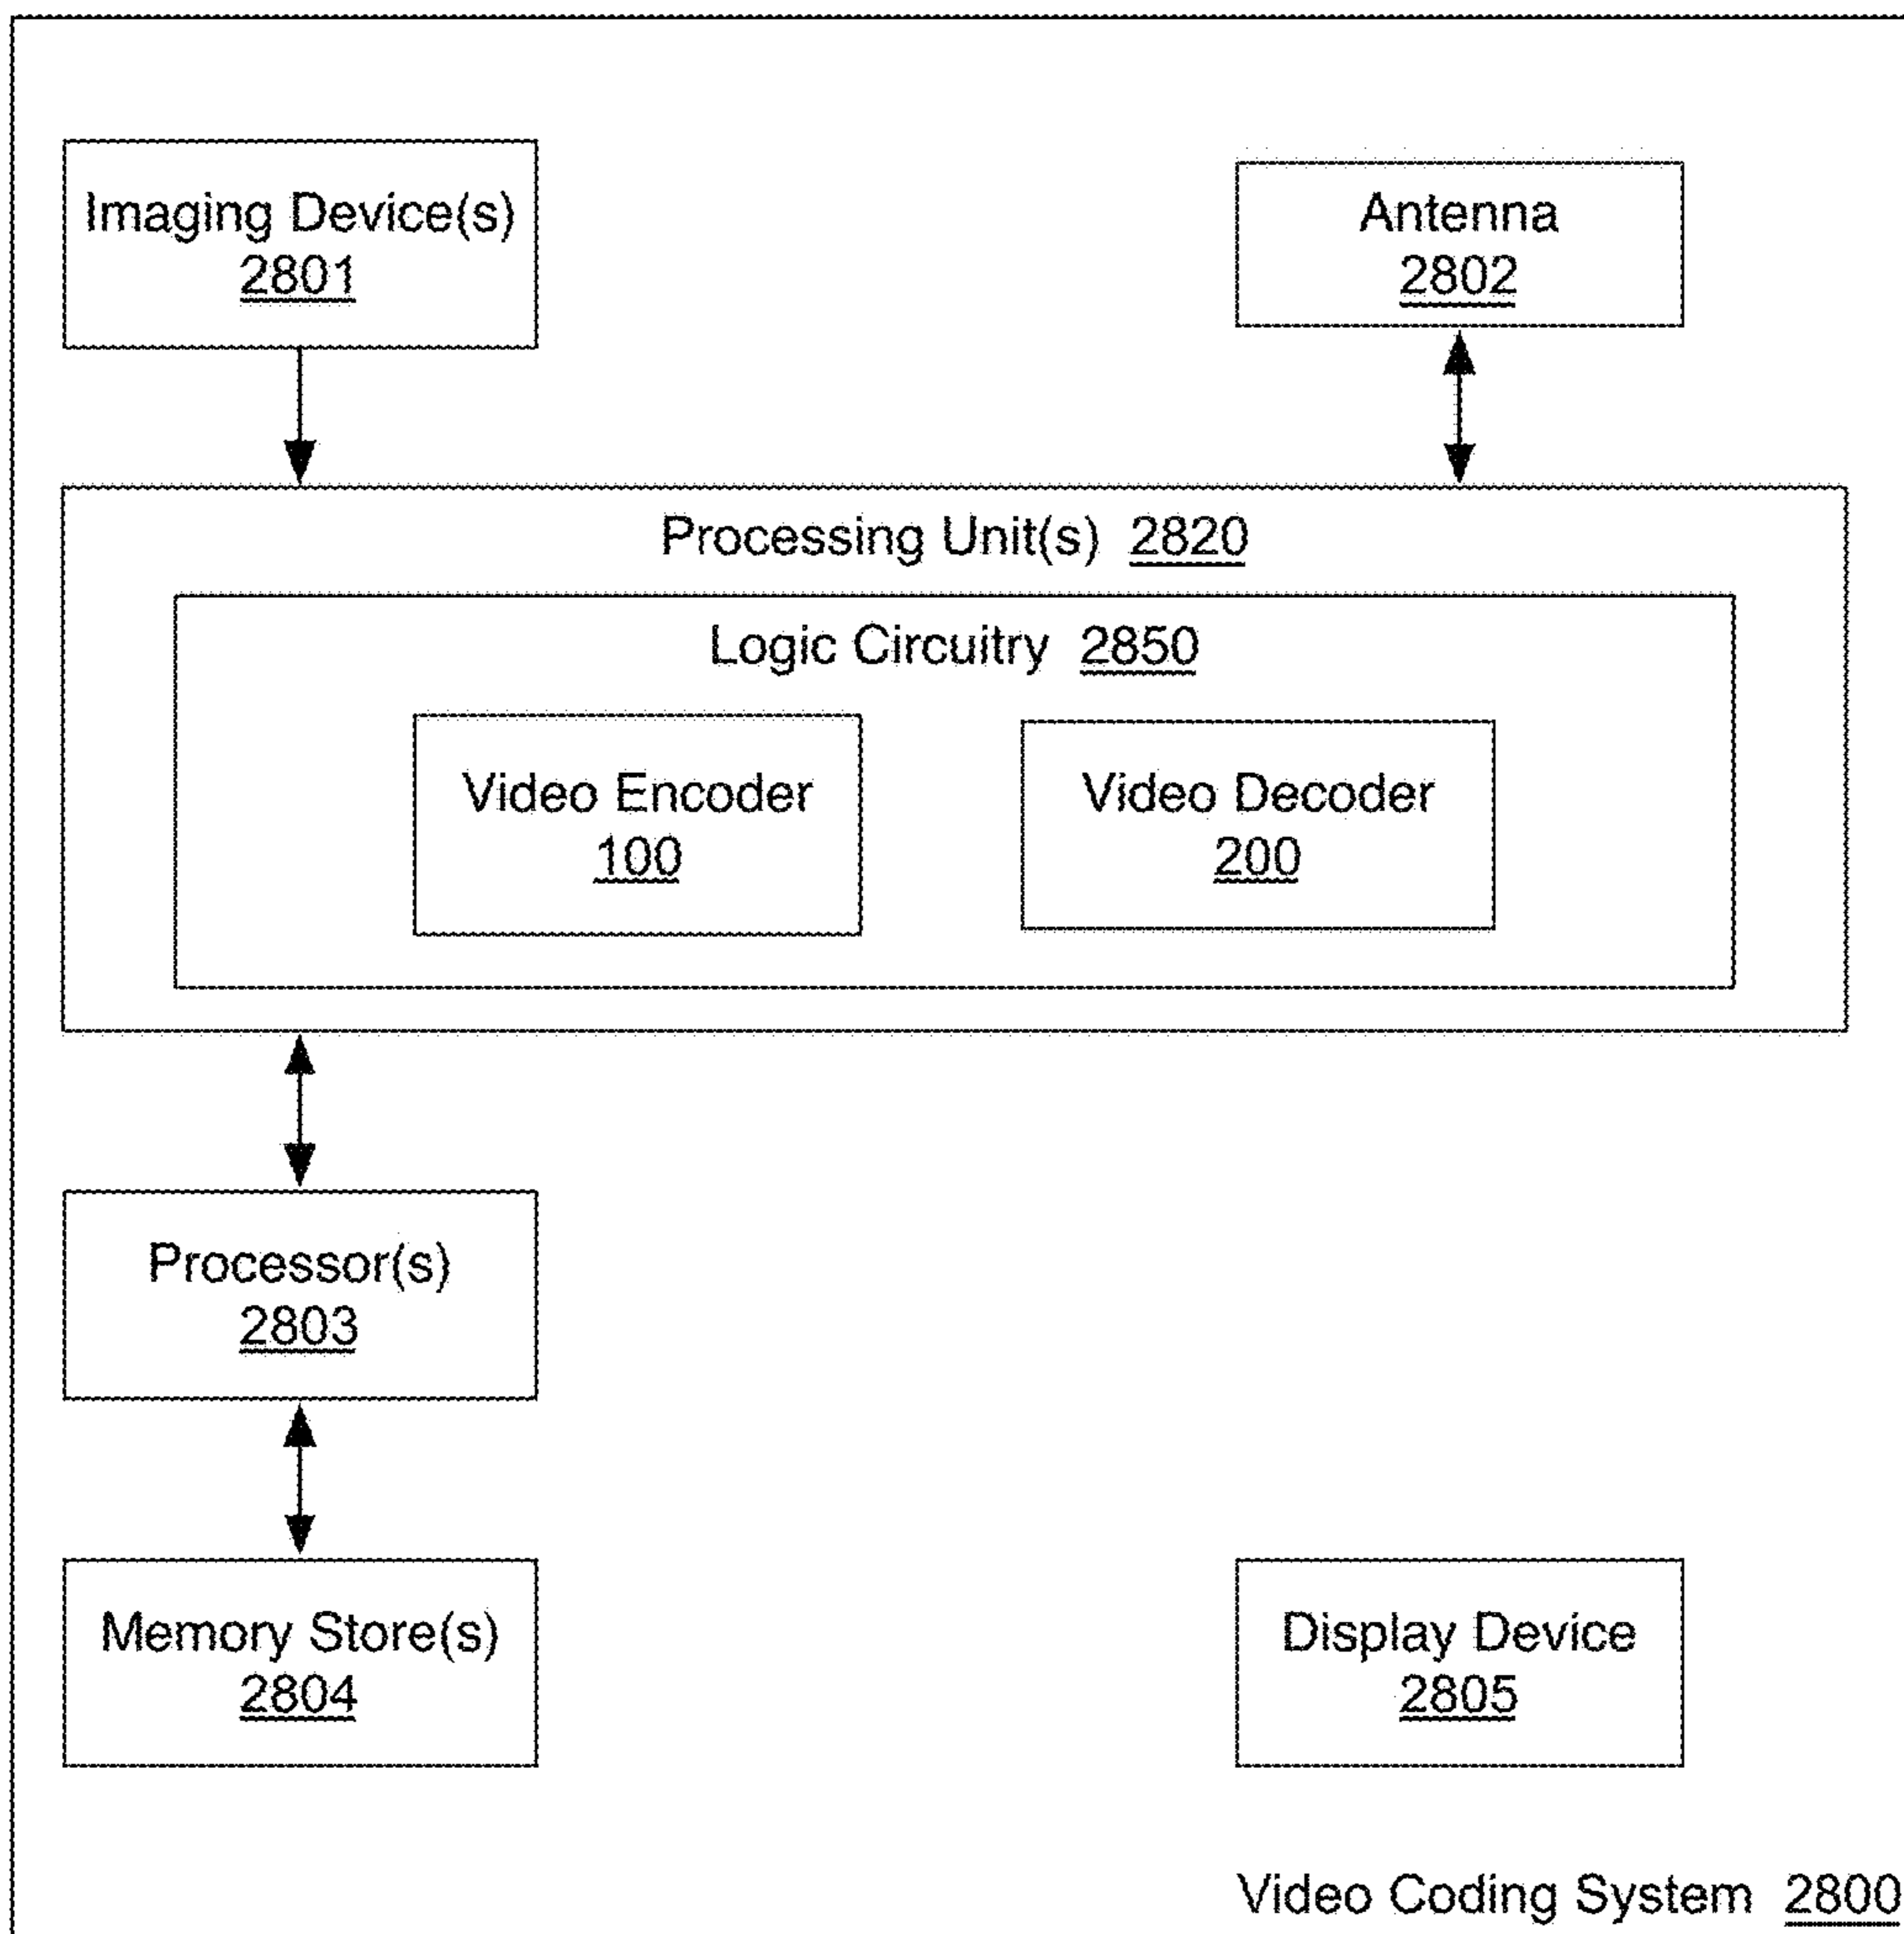 Imaging Device(s)
2801
Antenna
2802
Processing Unit(s) 2820
Logic Circuitry 2850
Video Encoder
100
Video Decoder
200
Processor(s)
2803
Memory Store(s)
2804
Display Device
2805
Video Coding System 2800